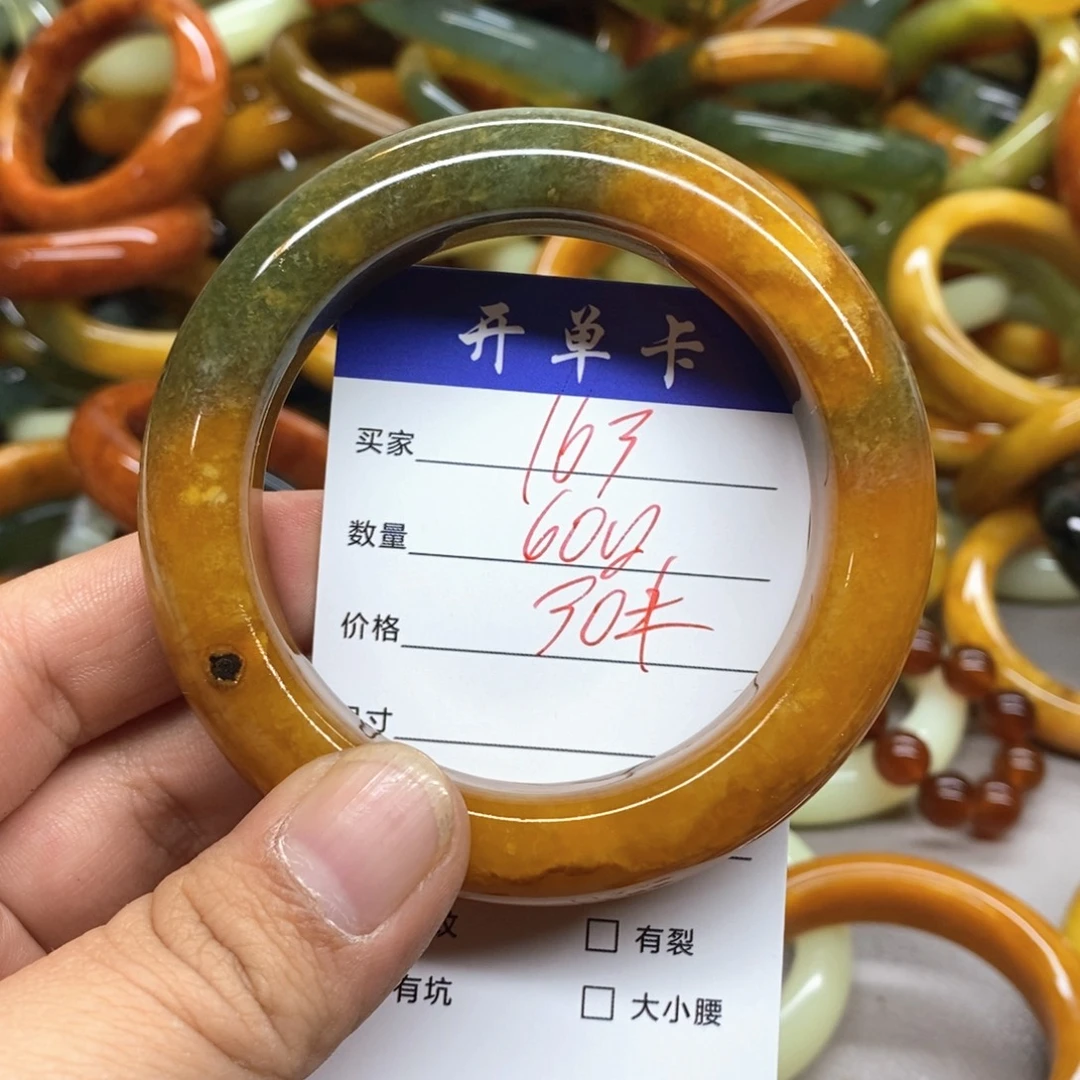 开单卡
买家 163
数量 60
价格 30
寸
有裂
有坑
大小腰